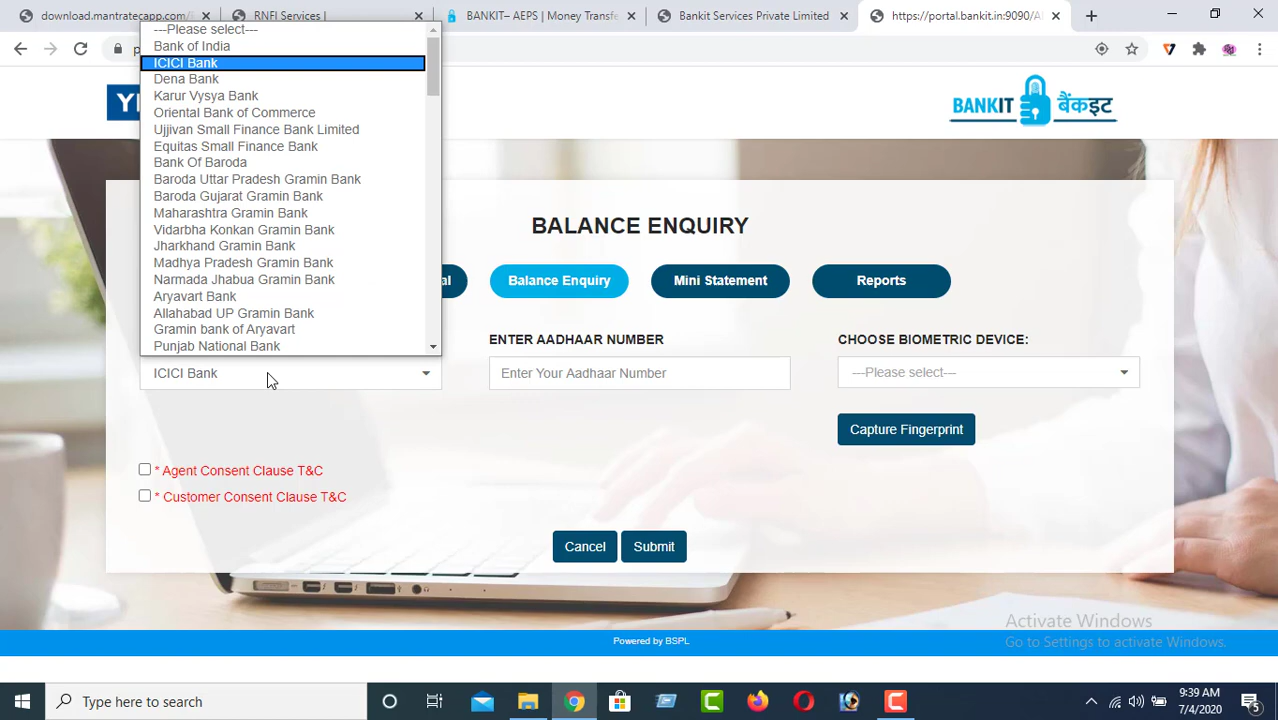 download.mantratecapp.com/
RNFI Services |
BANKIT– AEPS | Money Transfe
Bankit Services Private Limited
https://portal.bankit.in:9090/AE
---Please select---
Bank of India
ICICI Bank
Dena Bank
Karur Vysya Bank
Oriental Bank of Commerce
Ujjivan Small Finance Bank Limited
Equitas Small Finance Bank
Bank Of Baroda
Baroda Uttar Pradesh Gramin Bank
Baroda Gujarat Gramin Bank
Maharashtra Gramin Bank
Vidarbha Konkan Gramin Bank
Jharkhand Gramin Bank
Madhya Pradesh Gramin Bank
Narmada Jhabua Gramin Bank
Aryavart Bank
Allahabad UP Gramin Bank
Gramin bank of Aryavart
Punjab National Bank
ICICI Bank
BANKIT बैंकइट
BALANCE ENQUIRY
al
Balance Enquiry
Mini Statement
Reports
ENTER AADHAAR NUMBER
CHOOSE BIOMETRIC DEVICE:
Enter Your Aadhaar Number
---Please select---
Capture Fingerprint
* Agent Consent Clause T&C
* Customer Consent Clause T&C
Cancel
Submit
Activate Windows
Go to Settings to activate Windows.
Powered by BSPL
Type here to search
9:39 AM
7/4/2020
5